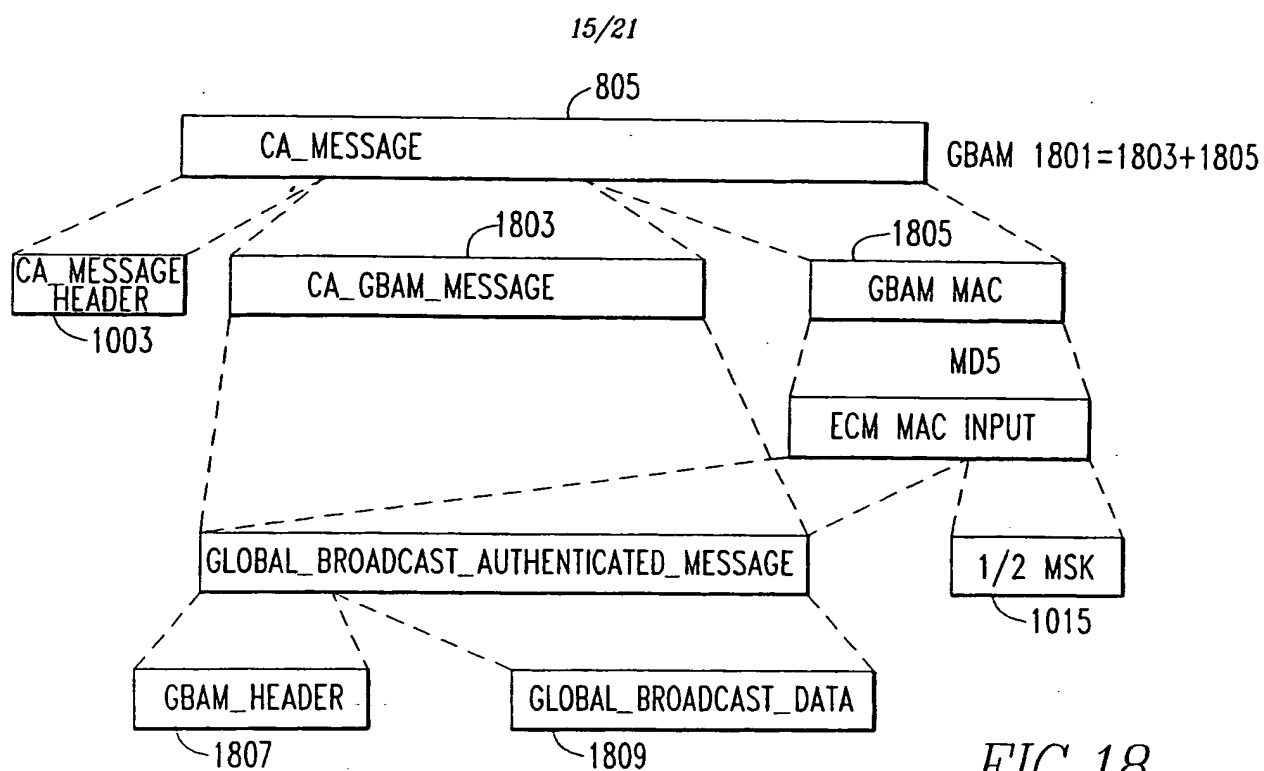 15/21
805
CA_MESSAGE
GBAM 1801=1803+1805
1803
1805
CA_MESSAGE
HEADER
CA_GBAM_MESSAGE
GBAM MAC
1003
MD5
ECM MAC INPUT
GLOBAL_BROADCAST_AUTHENTICATED_MESSAGE
1/2 MSK
1015
GBAM_HEADER
GLOBAL_BROADCAST_DATA
1807
1809
FIG. 18